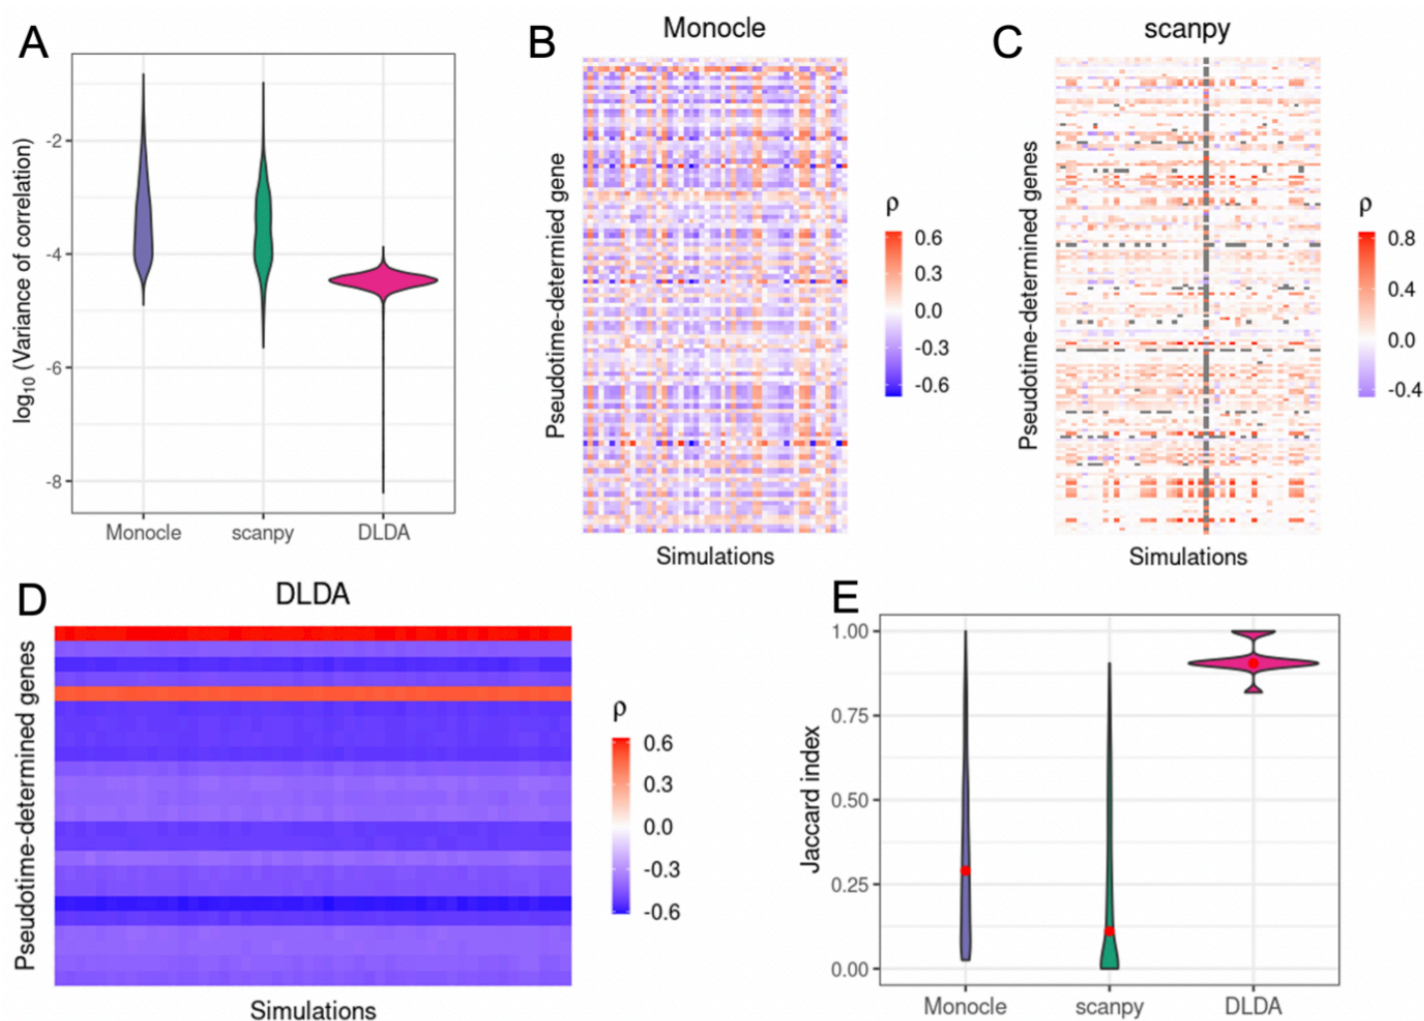 A
log₁₀ (Variance of correlation)
-2
-4
-6
-8
Monocle
scanpy
DLDA
B
Monocle
Pseudotime-determied gene
Simulations
ρ
0.6
0.3
0.0
-0.3
-0.6
C
scanpy
Pseudotime-determined genes
Simulations
ρ
0.8
0.4
0.0
-0.4
D
DLDA
Pseudotime-determined genes
Simulations
ρ
0.6
0.3
0.0
-0.3
-0.6
E
Jaccard index
1.00
0.75
0.50
0.25
0.00
Monocle
scanpy
DLDA